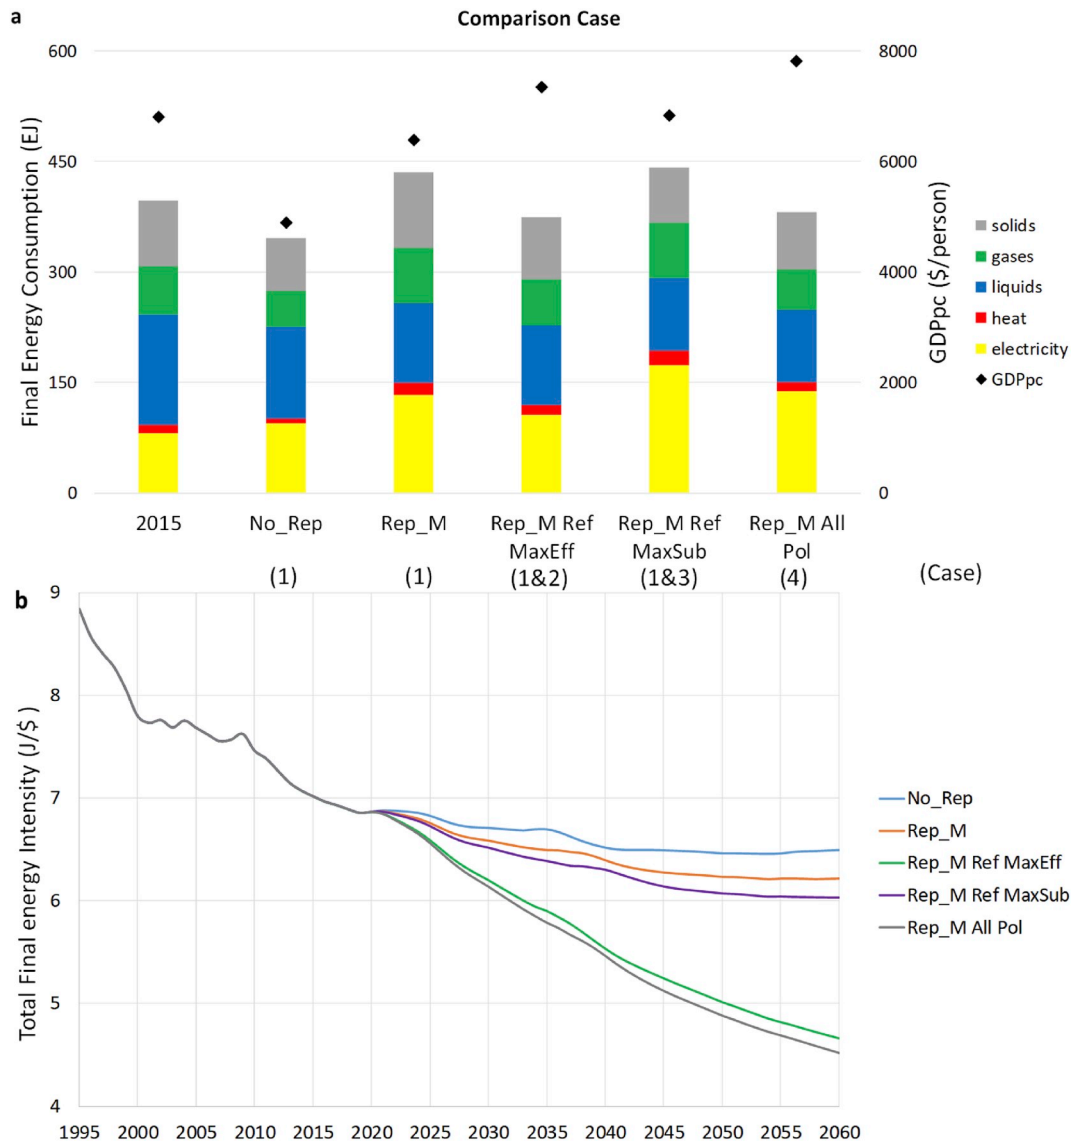 a
Comparison Case
Final Energy Consumption (EJ)
600
450
300
150
0
8000
6000
4000
2000
0
GDPpc ($/person)
solids
gases
liquids
heat
electricity
GDPpc
2015
No_Rep
Rep_M
Rep_M Ref
MaxEff
Rep_M Ref
MaxSub
Rep_M All
Pol
(1)
(1)
(1&2)
(1&3)
(4)
(Case)
b
Total Final energy Intensity (J/$ )
9
8
7
6
5
4
1995
2000
2005
2010
2015
2020
2025
2030
2035
2040
2045
2050
2055
2060
No_Rep
Rep_M
Rep_M Ref MaxEff
Rep_M Ref MaxSub
Rep_M All Pol